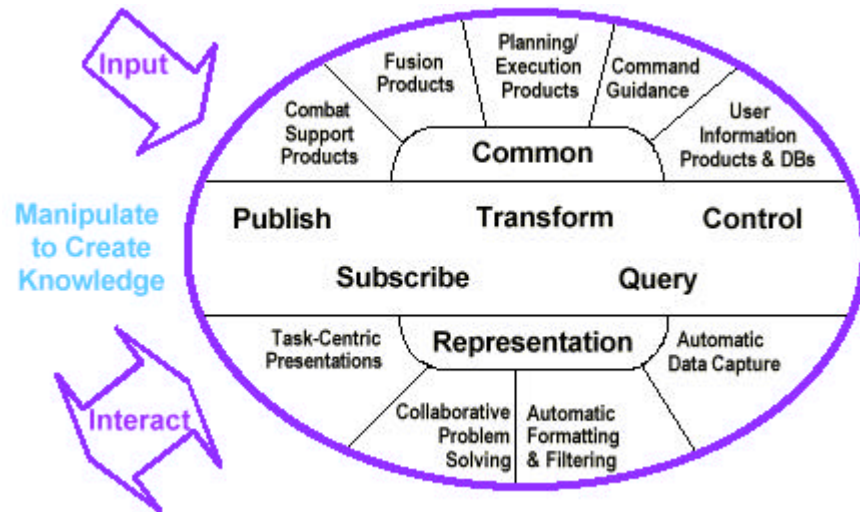 Input
Combat
Support
Products
Fusion
Products
Planning/
Execution
Products
Command
Guidance
User
Information
Products & DBs
Common
Manipulate
to Create
Knowledge
Publish
Transform
Control
Subscribe
Query
Interact
Task-Centric
Presentations
Representation
Automatic
Data Capture
Collaborative
Problem
Solving
Automatic
Formatting
& Filtering